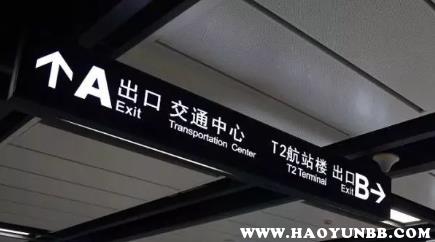 A 出口 交通中心
Exit Transportation Center
T2航站楼 出口 B
T2 Terminal Exit
WWW.HAOYUNBB.COM